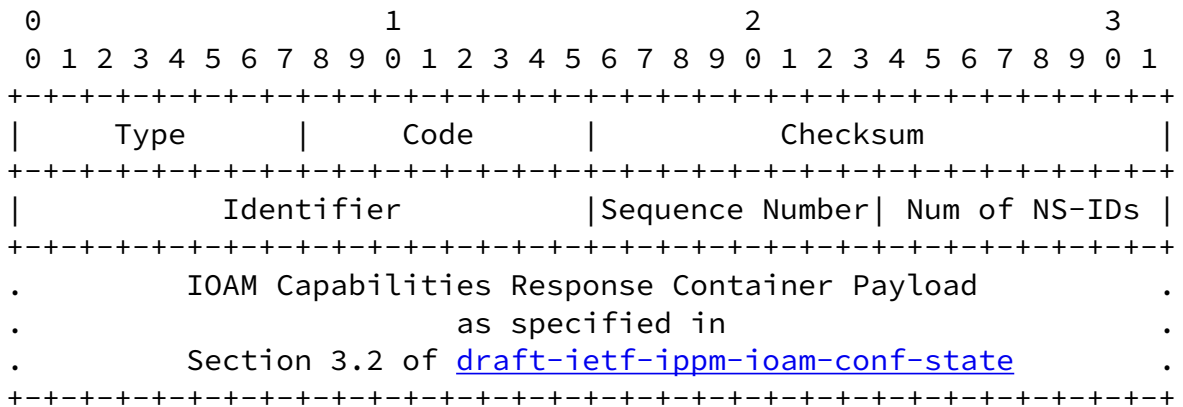 0                   1                   2                   3
 0 1 2 3 4 5 6 7 8 9 0 1 2 3 4 5 6 7 8 9 0 1 2 3 4 5 6 7 8 9 0 1
+-+-+-+-+-+-+-+-+-+-+-+-+-+-+-+-+-+-+-+-+-+-+-+-+-+-+-+-+-+-+-+-+
|     Type      |     Code      |          Checksum             |
+-+-+-+-+-+-+-+-+-+-+-+-+-+-+-+-+-+-+-+-+-+-+-+-+-+-+-+-+-+-+-+-+
|           Identifier          |Sequence Number| Num of NS-IDs |
+-+-+-+-+-+-+-+-+-+-+-+-+-+-+-+-+-+-+-+-+-+-+-+-+-+-+-+-+-+-+-+-+
.         IOAM Capabilities Response Container Payload          .
.                        as specified in                        .
.         Section 3.2 of draft-ietf-ippm-ioam-conf-state        .
+-+-+-+-+-+-+-+-+-+-+-+-+-+-+-+-+-+-+-+-+-+-+-+-+-+-+-+-+-+-+-+-+